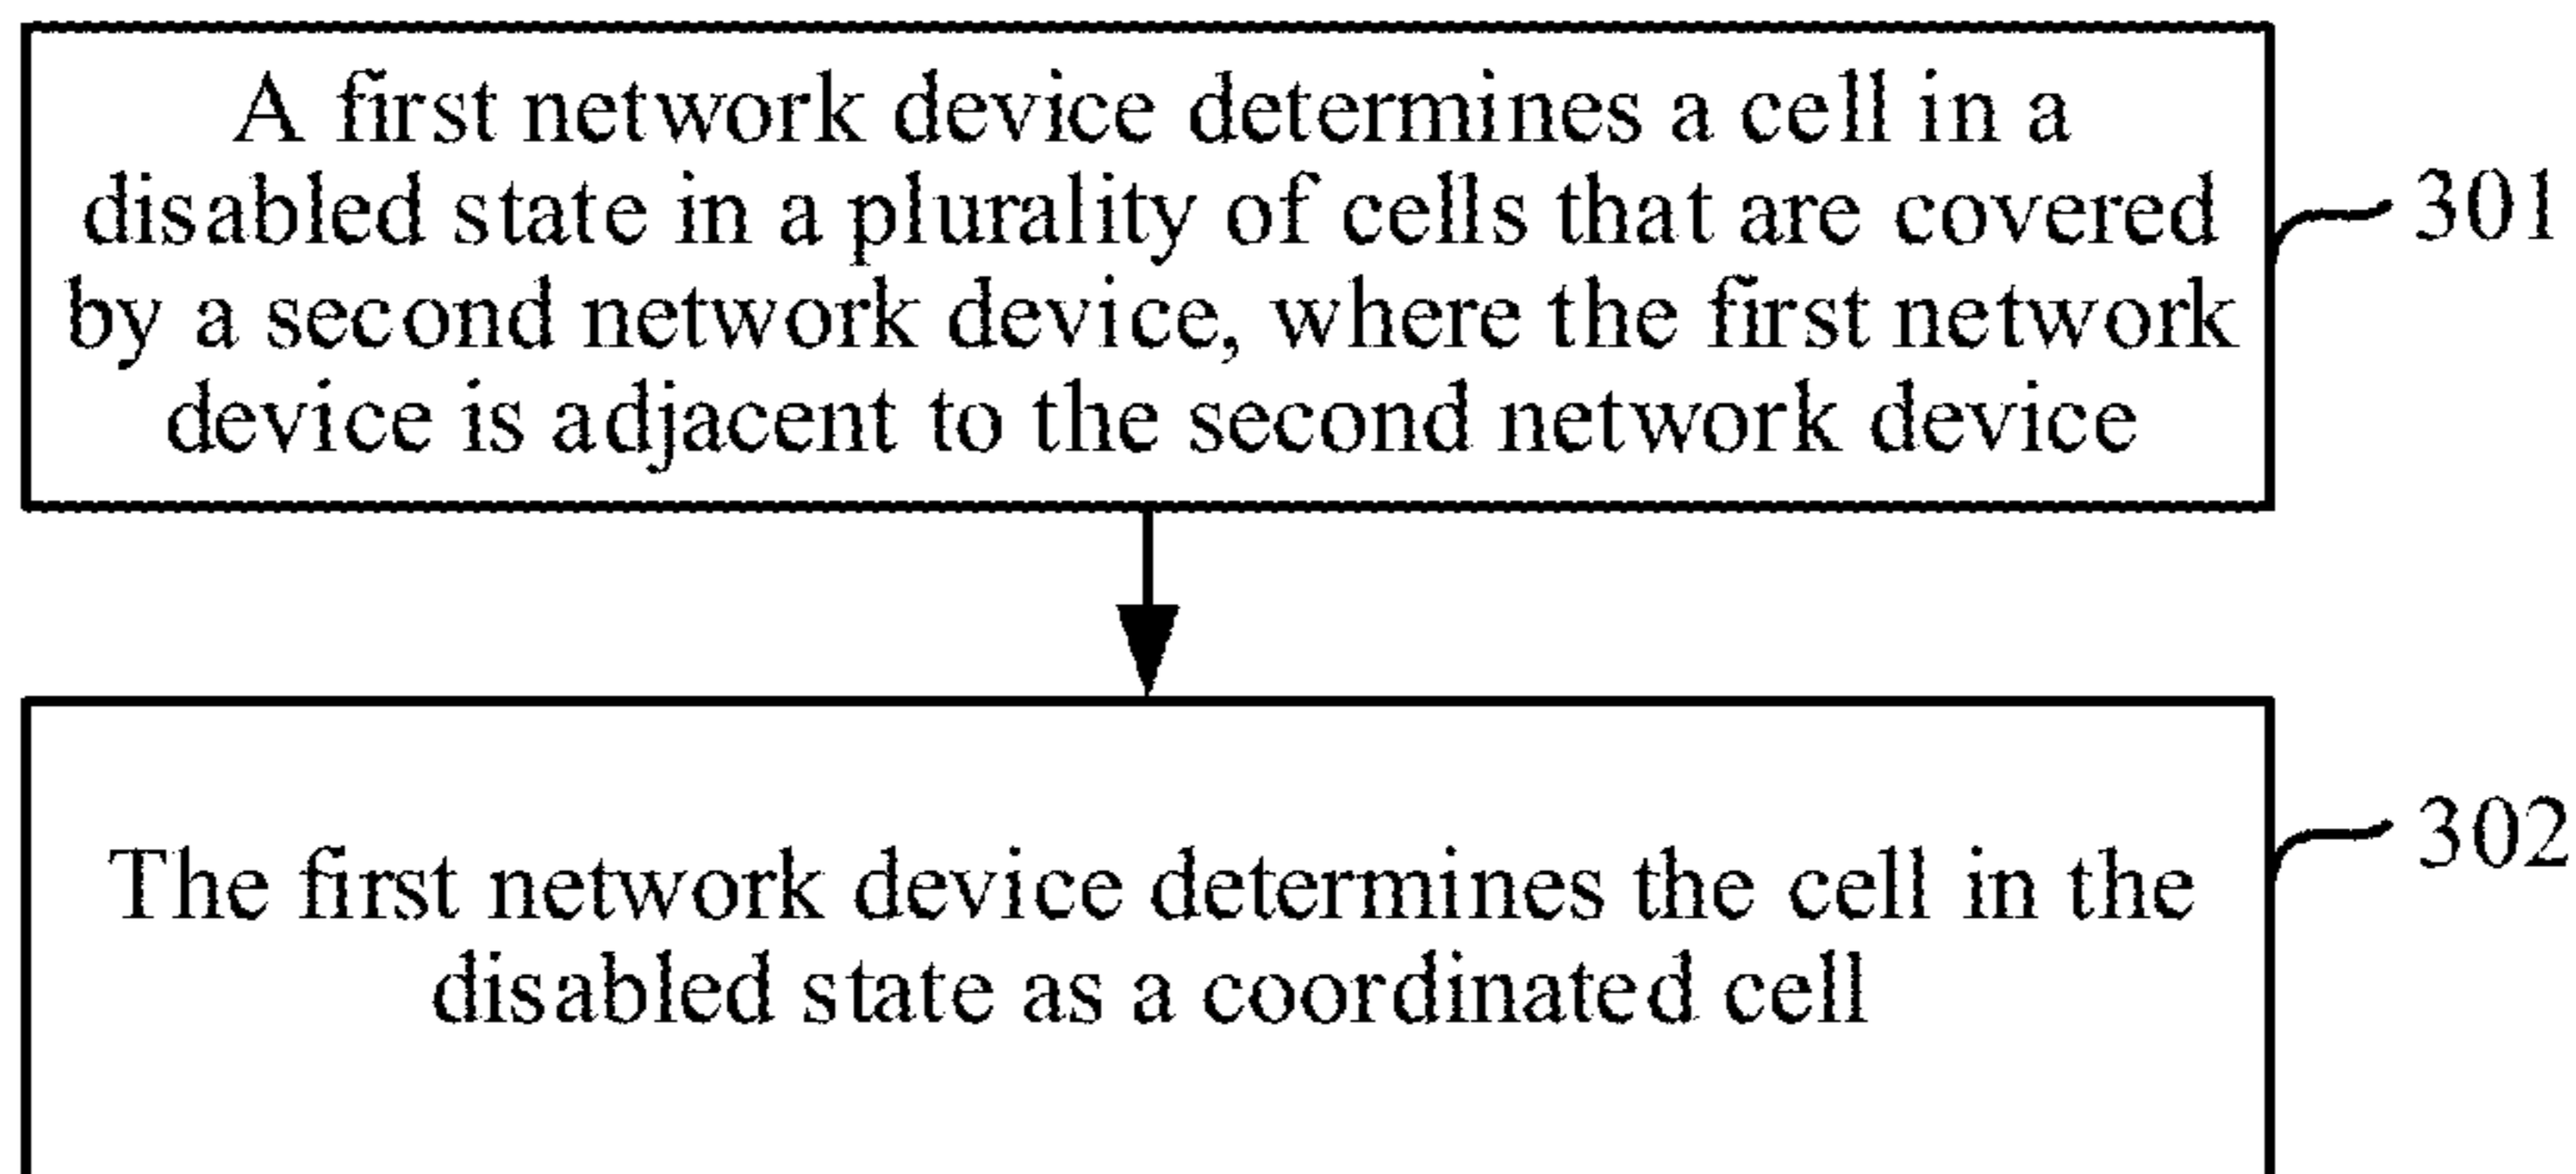 A first network device determines a cell in a
disabled state in a plurality of cells that are covered
by a second network device, where the first network
device is adjacent to the second network device
301
The first network device determines the cell in the
disabled state as a coordinated cell
302